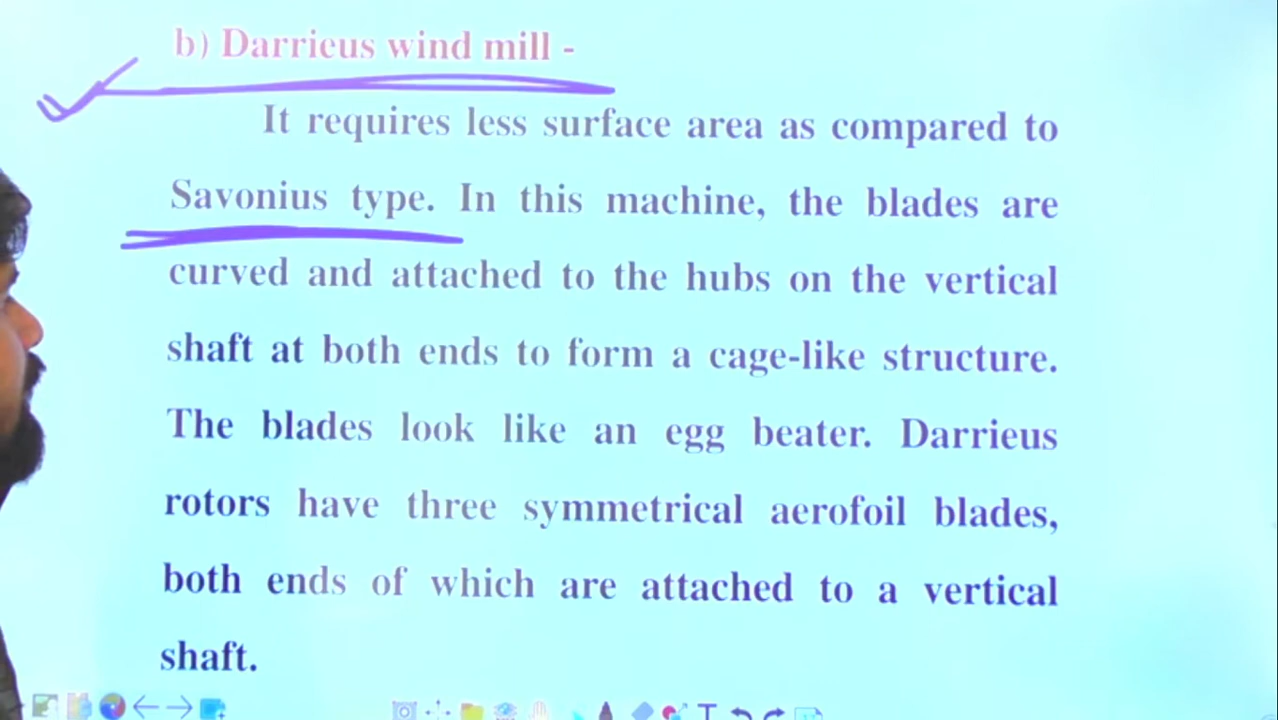 b) Darrieus wind mill -
It requires less surface area as compared to
Savonius type. In this machine, the blades are
curved and attached to the hubs on the vertical
shaft at both ends to form a cage-like structure.
The blades look like an egg beater. Darrieus
rotors have three symmetrical aerofoil blades,
both ends of which are attached to a vertical
shaft.